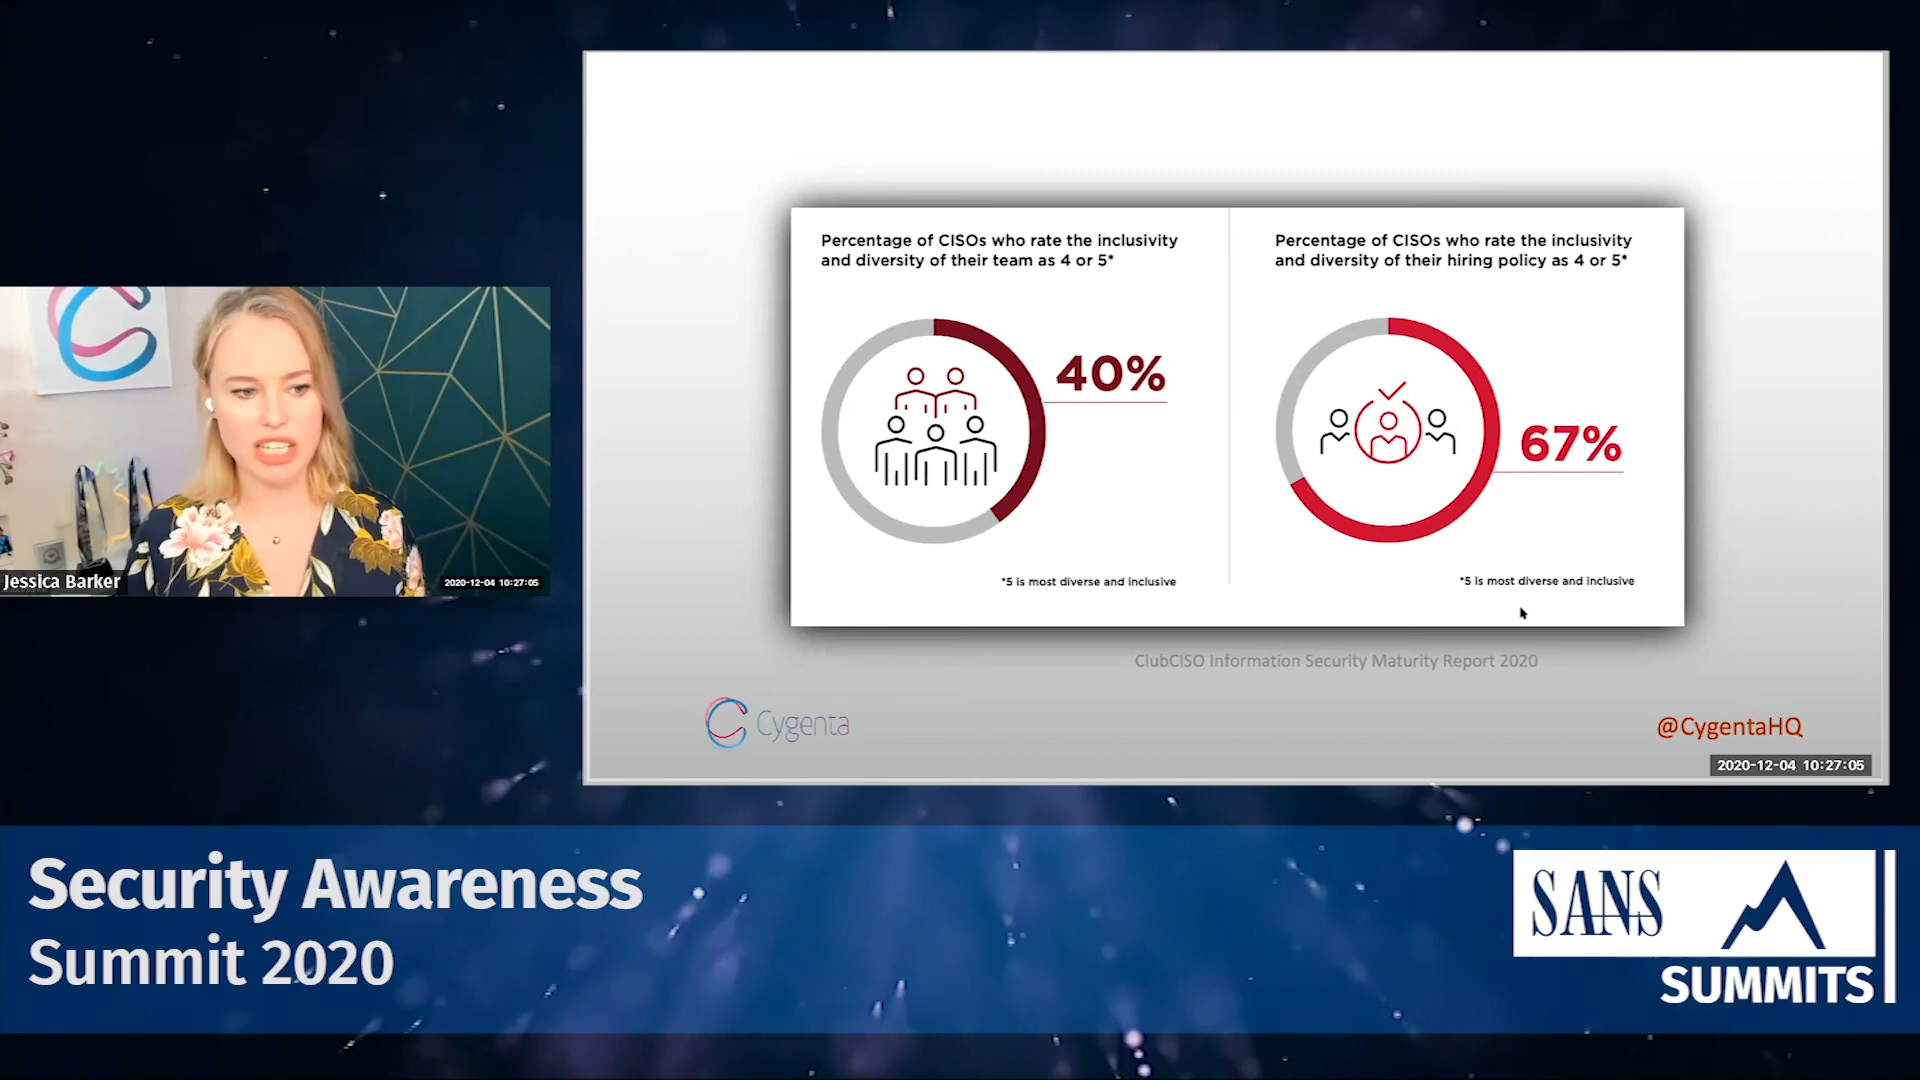 Percentage of CISOs who rate the inclusivity
and diversity of their team as 4 or 5*
40%
*5 is most diverse and inclusive
Percentage of CISOs who rate the inclusivity
and diversity of their hiring policy as 4 or 5*
67%
*5 is most diverse and inclusive
ClubCISO Information Security Maturity Report 2020
Cygenta
@CygentaHQ
2020-12-04 10:27:05
Jessica Barker
2020-12-04 10:27:05
Security Awareness
Summit 2020
SANS
SUMMITS